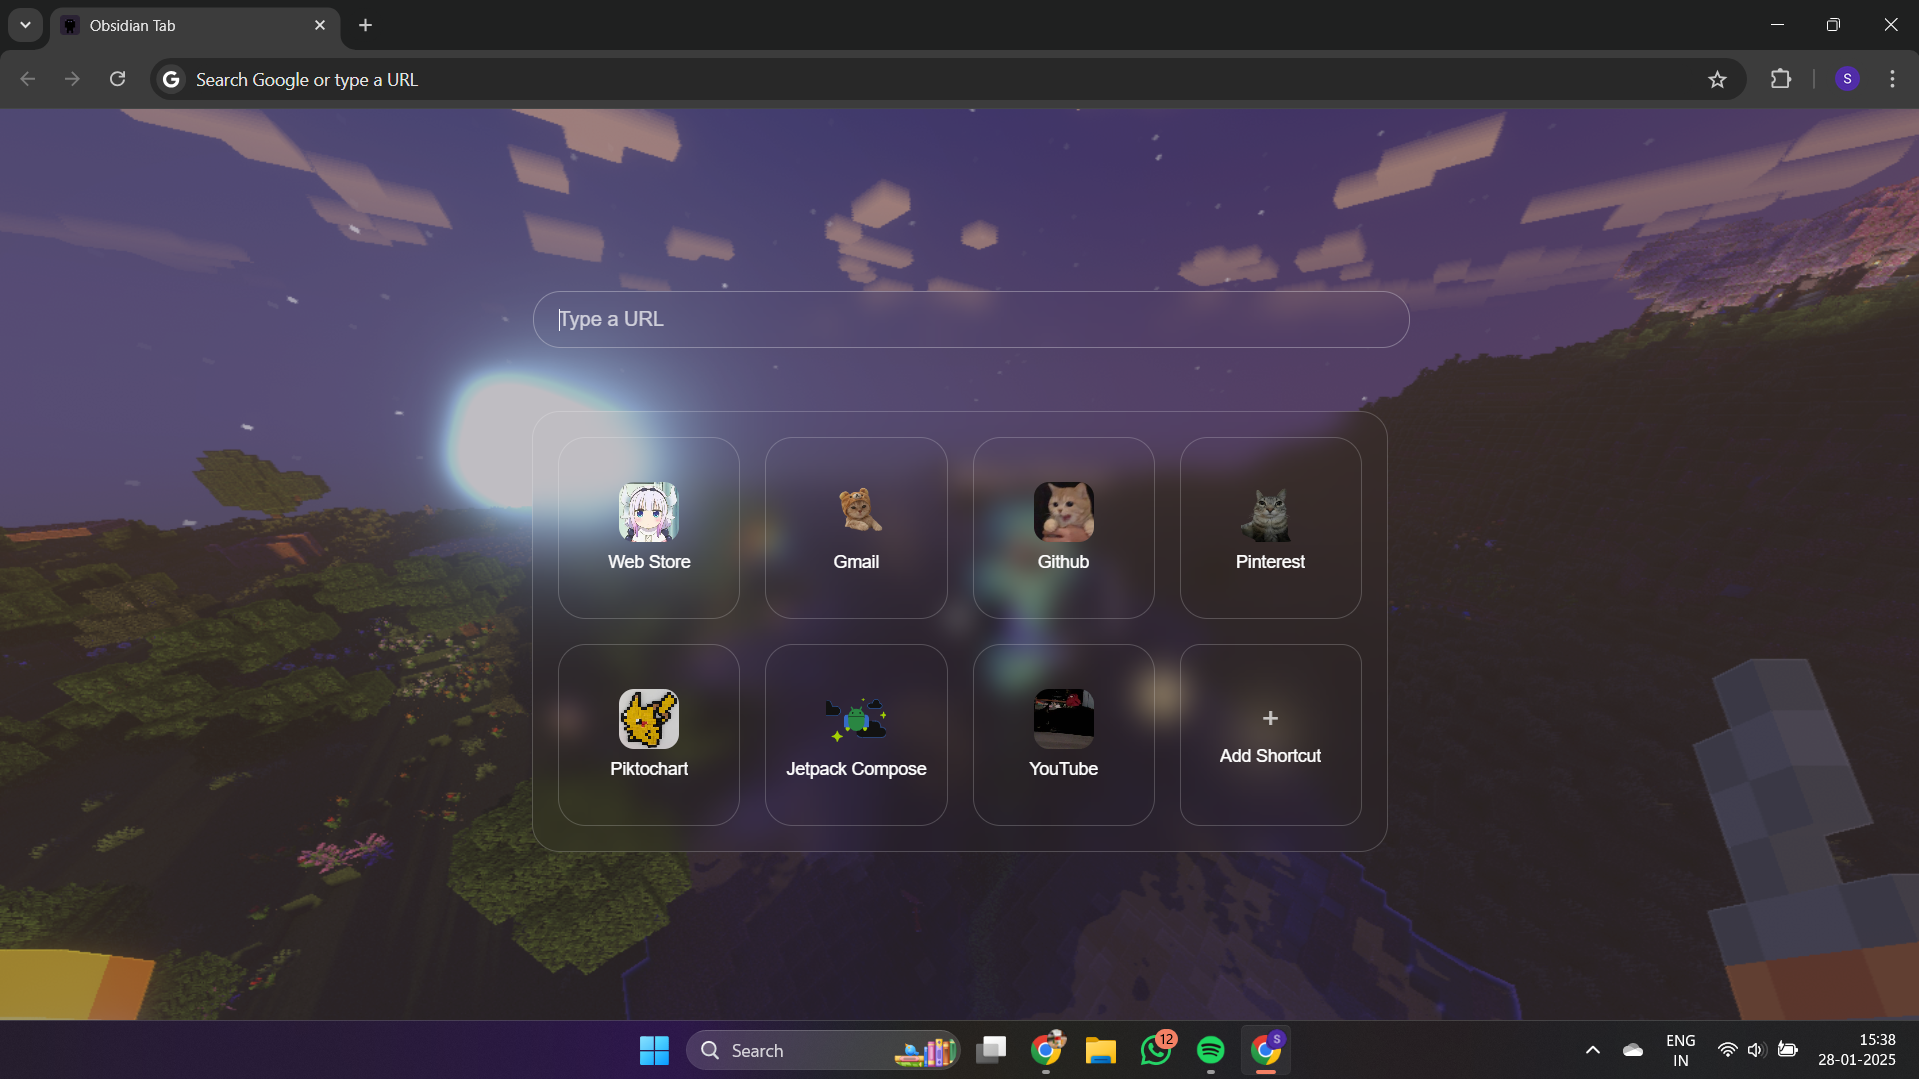 Obsidian Tab
Search Google or type a URL
S
Type a URL
Web Store
Gmail
Github
Pinterest
Piktochart
Jetpack Compose
YouTube
+
Add Shortcut
Search
12
S
ENG
IN
15:38
28-01-2025